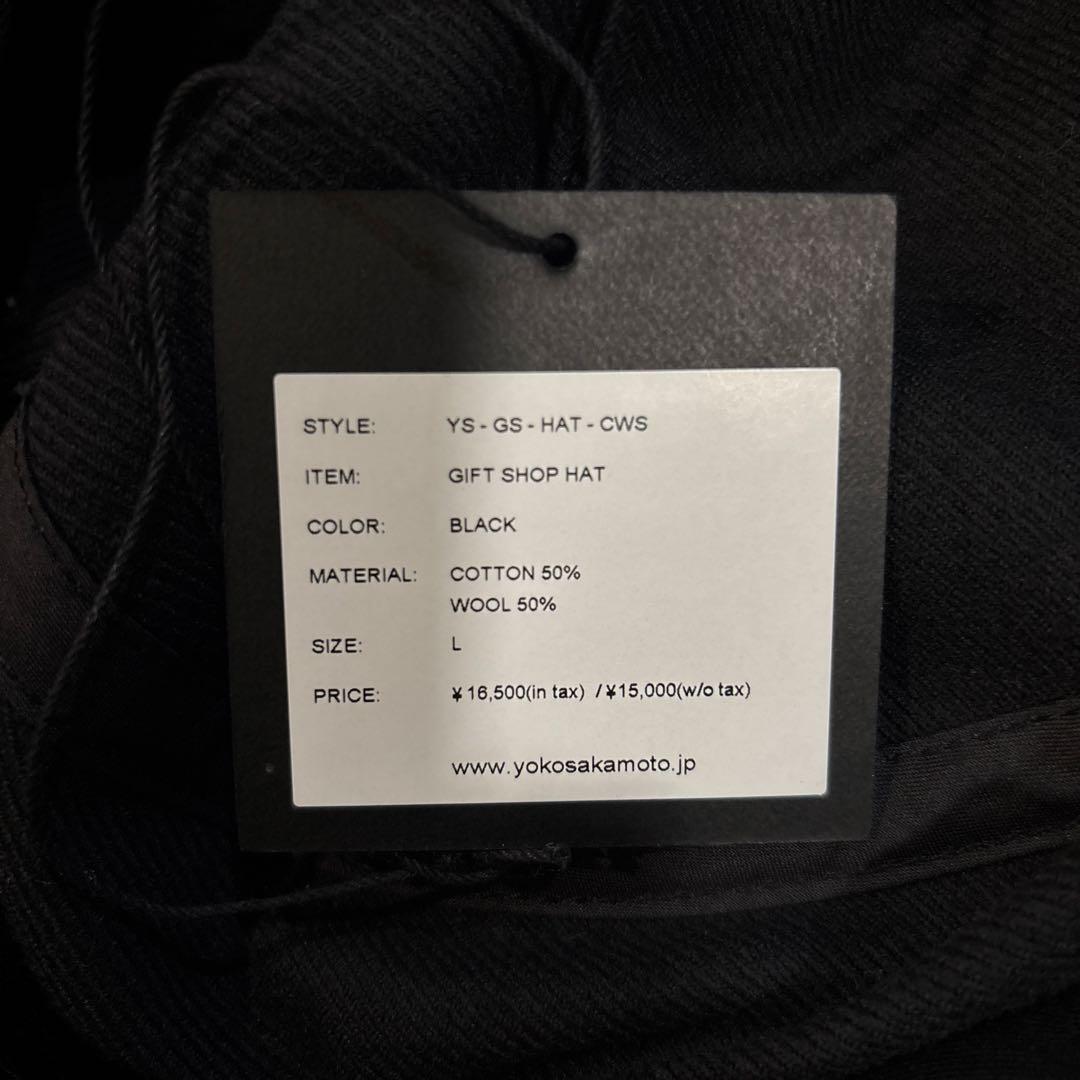 STYLE: YS - GS - HAT - CWS
ITEM: GIFT SHOP HAT
COLOR: BLACK
MATERIAL: COTTON 50%
WOOL 50%
SIZE: L
PRICE: ¥16,500(in tax) / ¥15,000(w/o tax)
www.yokosakamoto.jp